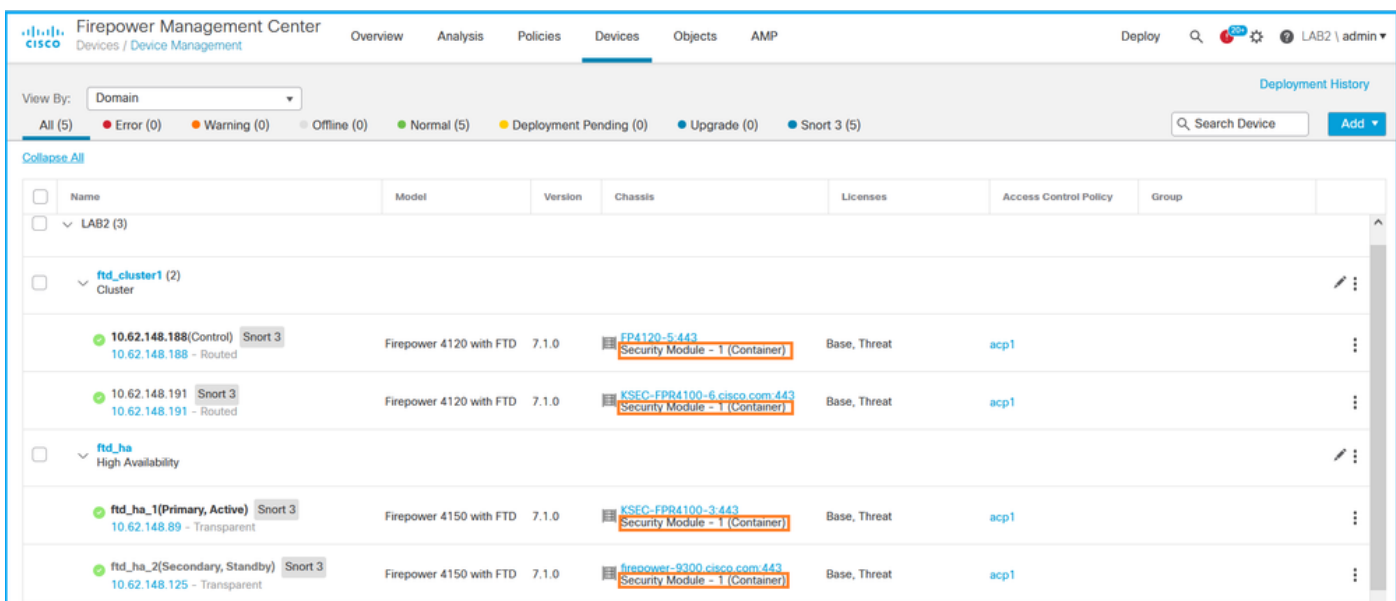 Firepower Management Center
CISCO Devices / Device Management
Overview Analysis Policies Devices Objects AMP
Deploy 20+ LAB2 \ admin
Deployment History
View By: Domain
All (5) Error (0) Warning (0) Offline (0) Normal (5) Deployment Pending (0) Upgrade (0) Snort 3 (5)
Search Device Add
Collapse All
Name Model Version Chassis Licenses Access Control Policy Group
LAB2 (3)
ftd_cluster1 (2)
Cluster
10.62.148.188(Control) Snort 3
10.62.148.188 - Routed
Firepower 4120 with FTD 7.1.0
FP4120-5:443
Security Module - 1 (Container)
Base, Threat acp1
10.62.148.191 Snort 3
10.62.148.191 - Routed
Firepower 4120 with FTD 7.1.0
KSEC-FPR4100-6.cisco.com:443
Security Module - 1 (Container)
Base, Threat acp1
ftd_ha
High Availability
ftd_ha_1(Primary, Active) Snort 3
10.62.148.89 - Transparent
Firepower 4150 with FTD 7.1.0
KSEC-FPR4100-3:443
Security Module - 1 (Container)
Base, Threat acp1
ftd_ha_2(Secondary, Standby) Snort 3
10.62.148.125 - Transparent
Firepower 4150 with FTD 7.1.0
firepower-9300.cisco.com:443
Security Module - 1 (Container)
Base, Threat acp1